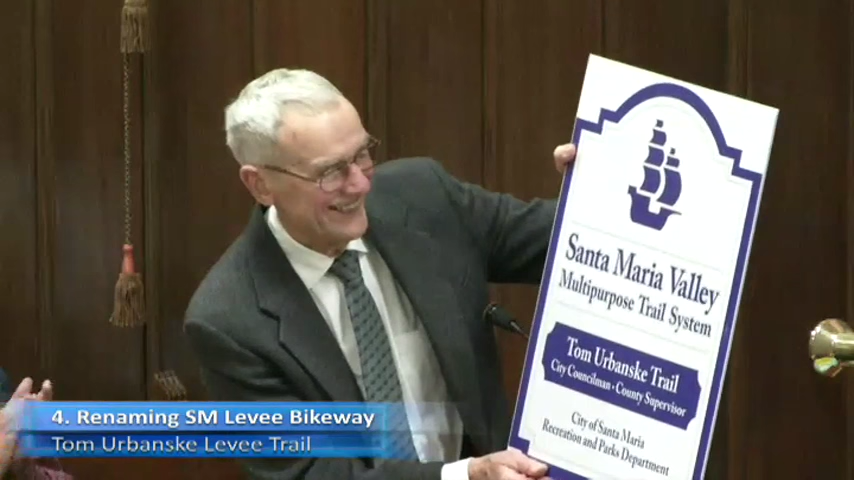 Santa Maria Valley
Multipurpose Trail System
Tom Urbanske Trail
City Councilman · County Supervisor
City of Santa Maria
Recreation and Parks Department
4. Renaming SM Levee Bikeway
Tom Urbanske Levee Trail